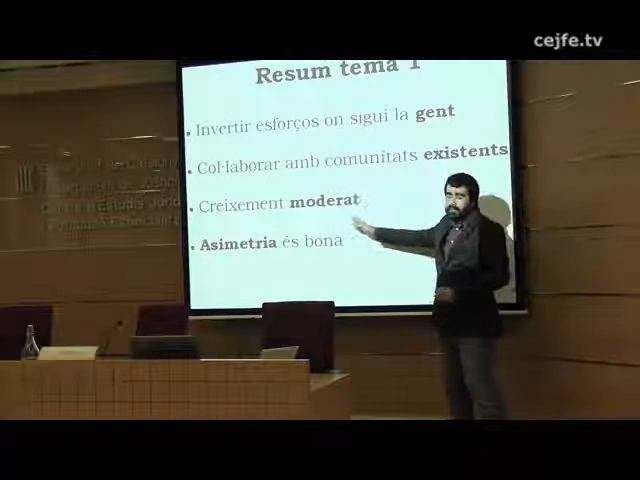 cejfe.tv
Resum tema 1
• Invertir esforços on sigui la gent
• Col·laborar amb comunitats existents
• Creixement moderat
• Asimetria és bona